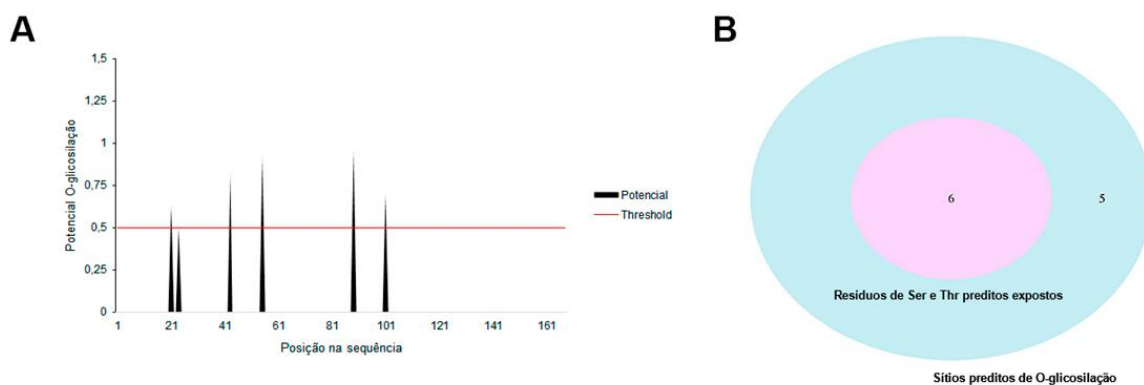 A
B
Potencial O-glicosilação
1,5
1,25
1
0,75
0,5
0,25
0
1 21 41 61 81 101 121 141 161
Posição na sequência
Potencial
Threshold
6
5
Resíduos de Ser e Thr preditos expostos
Sítios preditos de O-glicosilação